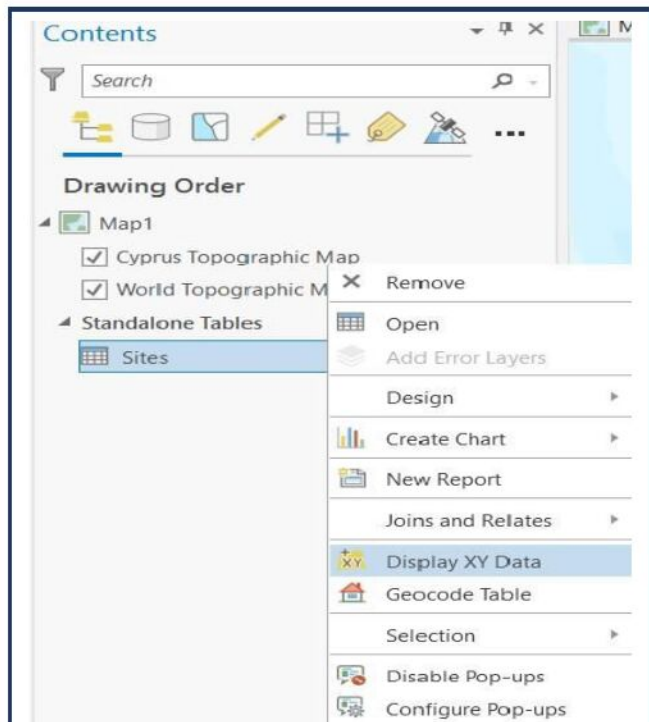 Contents
M
Search
...
Drawing Order
Map1
Cyprus Topographic Map
World Topographic M
Standalone Tables
Sites
Remove
Open
Add Error Layers
Design
Create Chart
New Report
Joins and Relates
XY Display XY Data
Geocode Table
Selection
Disable Pop-ups
Configure Pop-ups